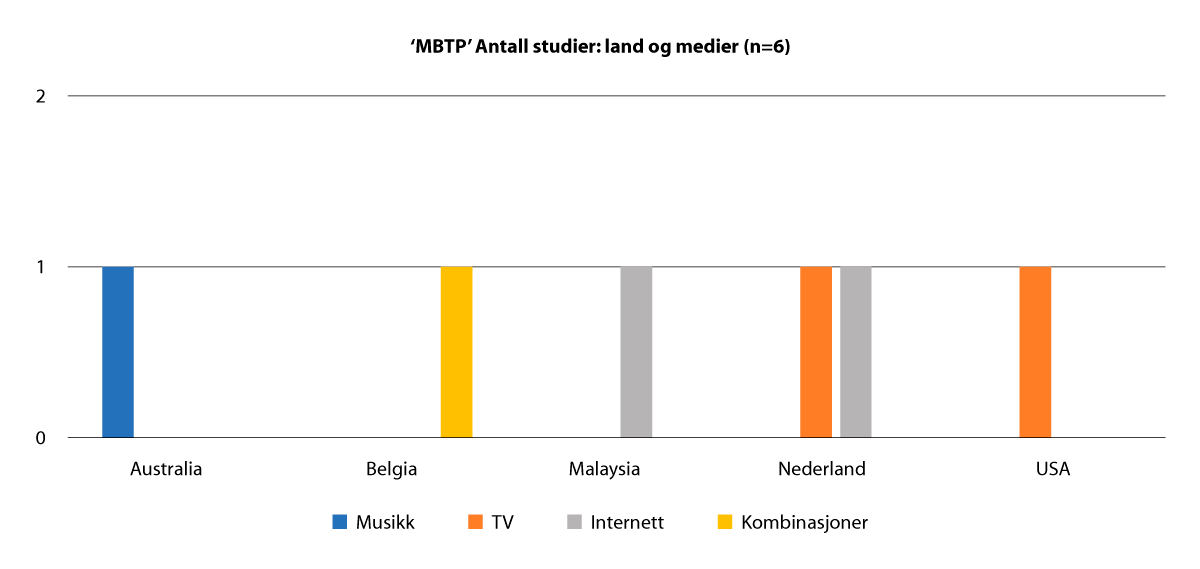 ‘MBTP’ Antall studier: land og medier (n=6)
2
1
0
Australia Belgia Malaysia Nederland USA
Musikk TV Internett Kombinasjoner